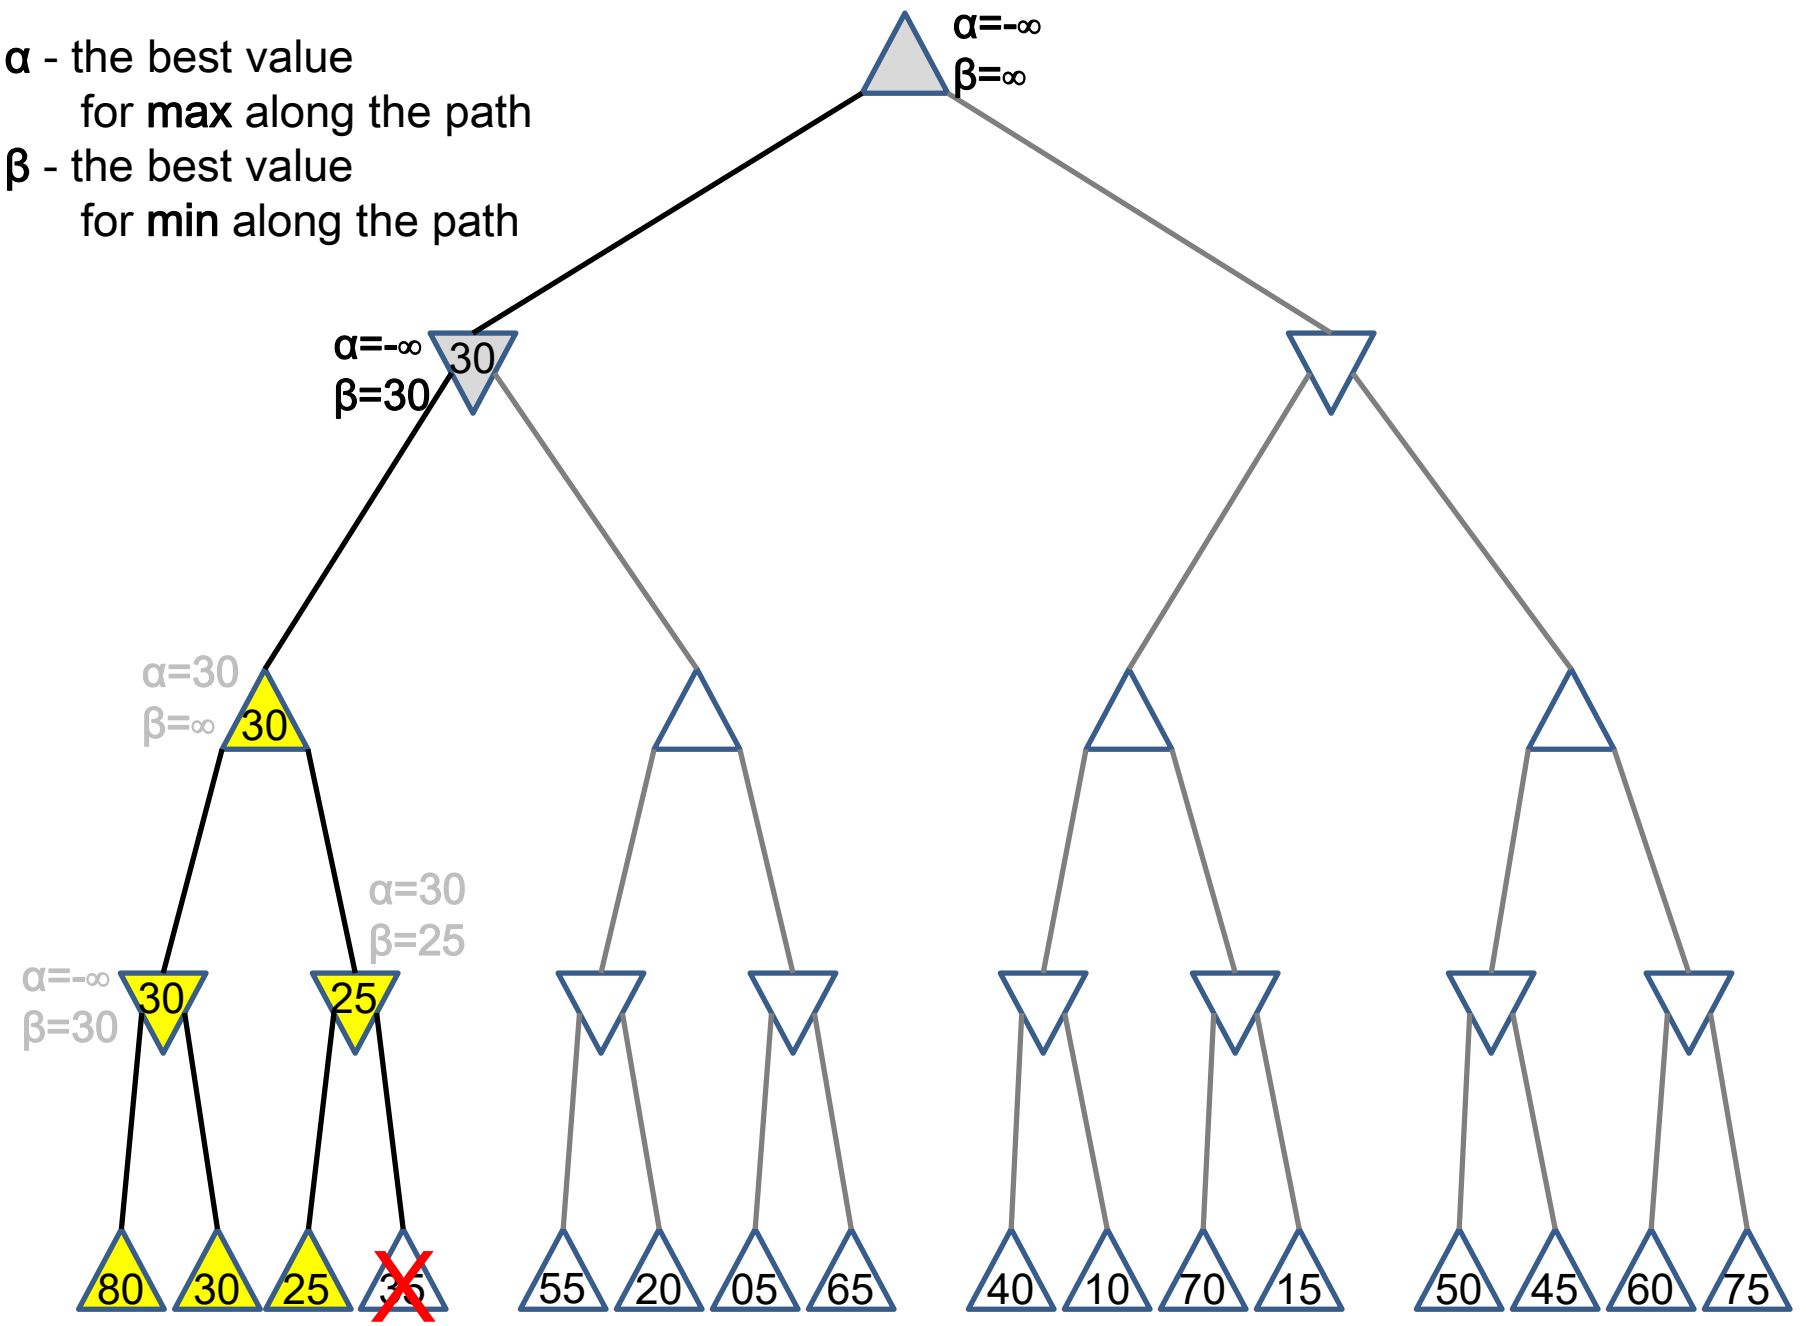 α - the best value
for max along the path
β - the best value
for min along the path
α=-∞
β=∞
α=-∞
β=30
30
α=30
β=∞
30
α=30
β=25
α=-∞
β=30
30
25
80 30 25 35 55 20 05 65 40 10 70 15 50 45 60 75